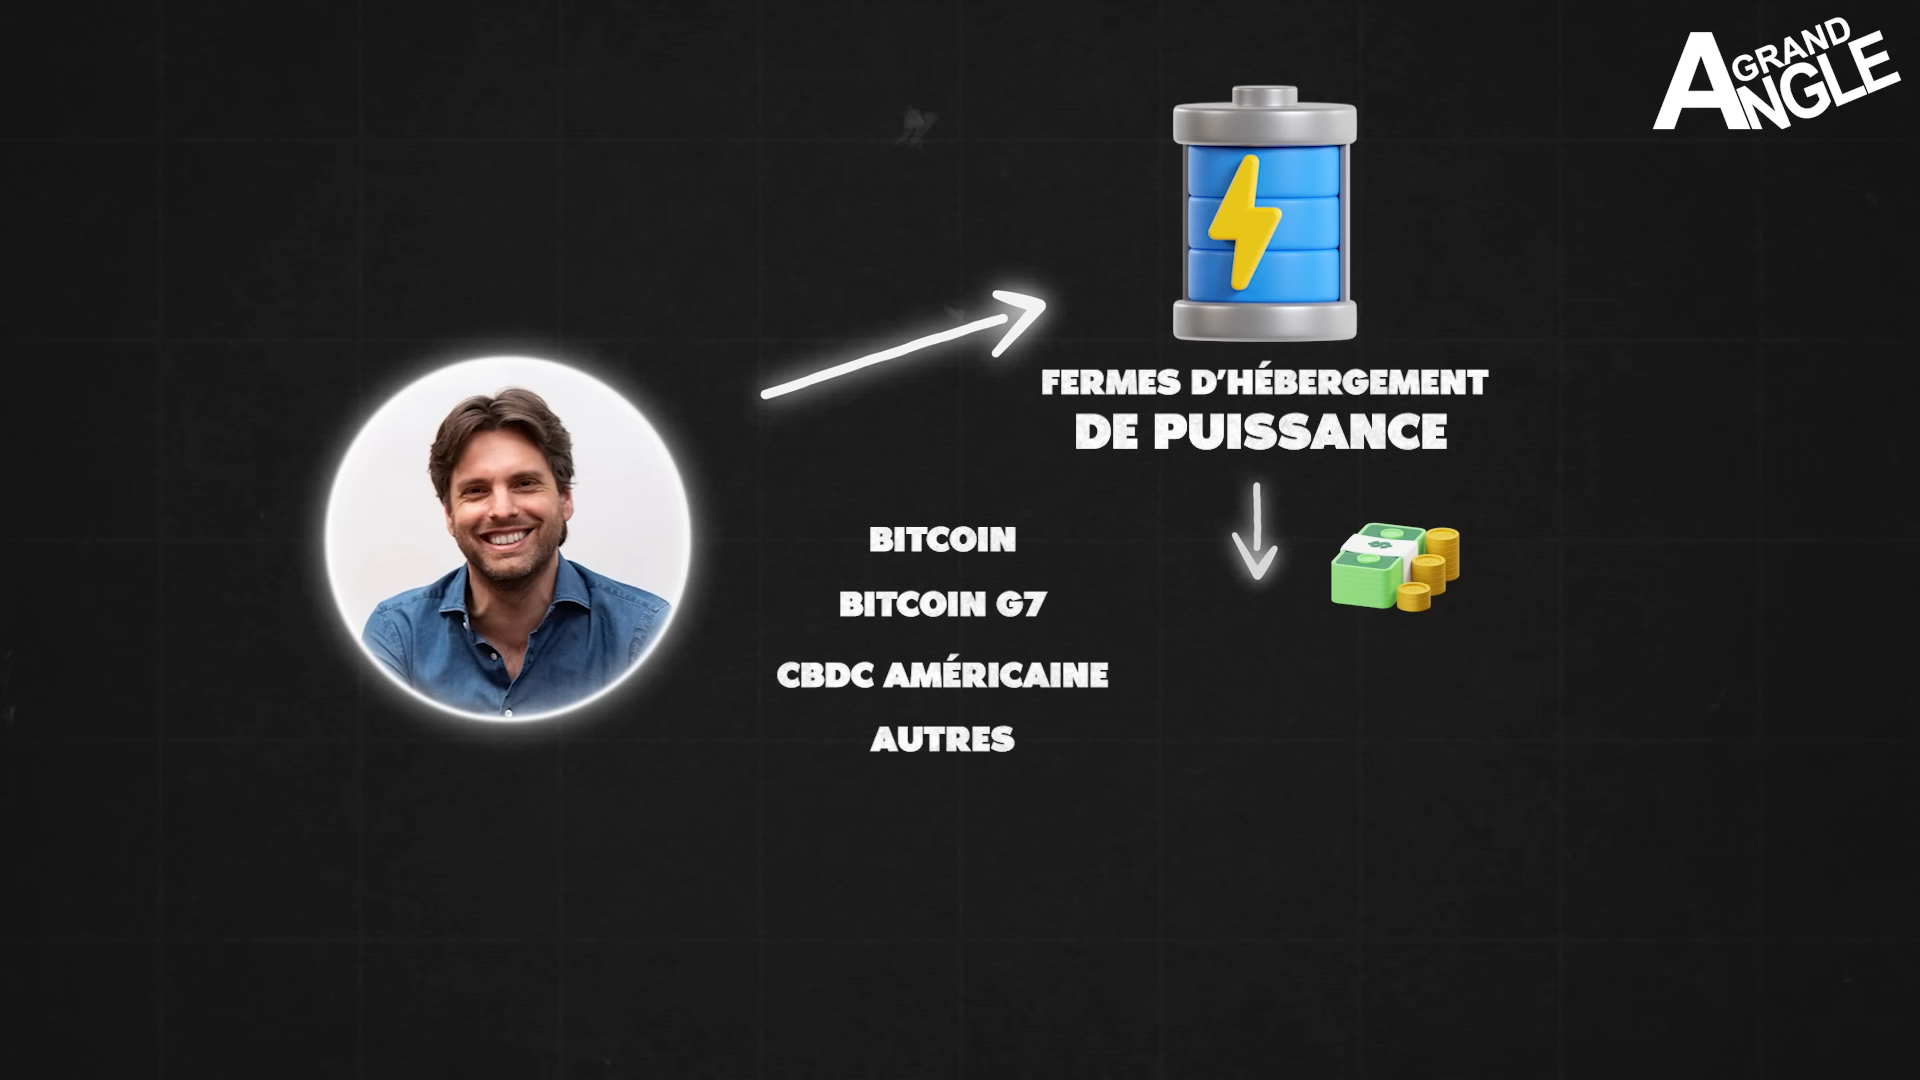 GRAND
ANGLE
FERMES D'HÉBERGEMENT
DE PUISSANCE
BITCOIN
BITCOIN G7
CBDC AMÉRICAINE
AUTRES